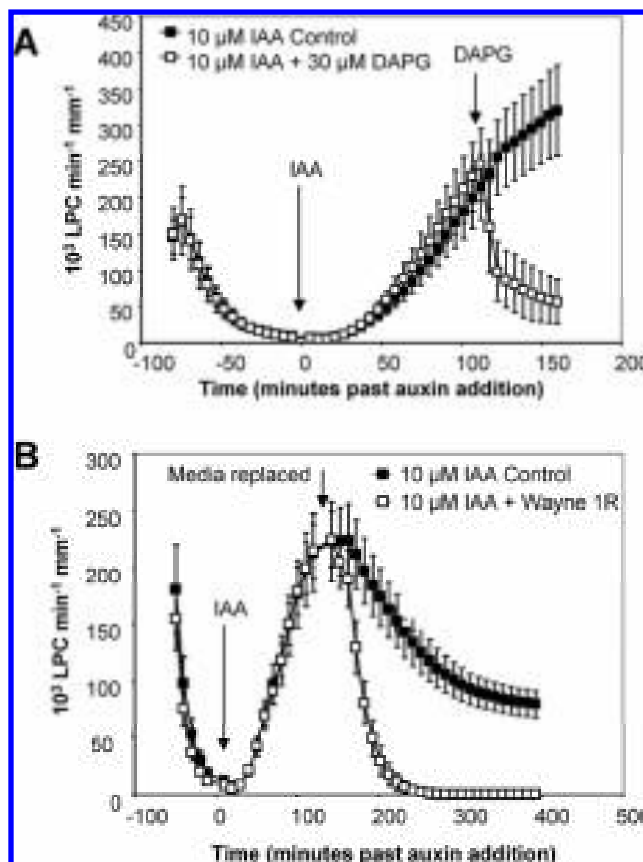 A
450
400
350
300
250
200
150
100
50
0
10³ LPC min⁻¹ mm⁻¹
10 µM IAA Control
10 µM IAA + 30 µM DAPG
DAPG
IAA
-100 -50 0 50 100 150 200
Time (minutes past auxin addition)
B
300
250
200
150
100
50
0
10³ LPC min⁻¹ mm⁻¹
Media replaced
10 µM IAA Control
10 µM IAA + Wayne 1R
IAA
-100 0 100 200 300 400 500
Time (minutes past auxin addition)